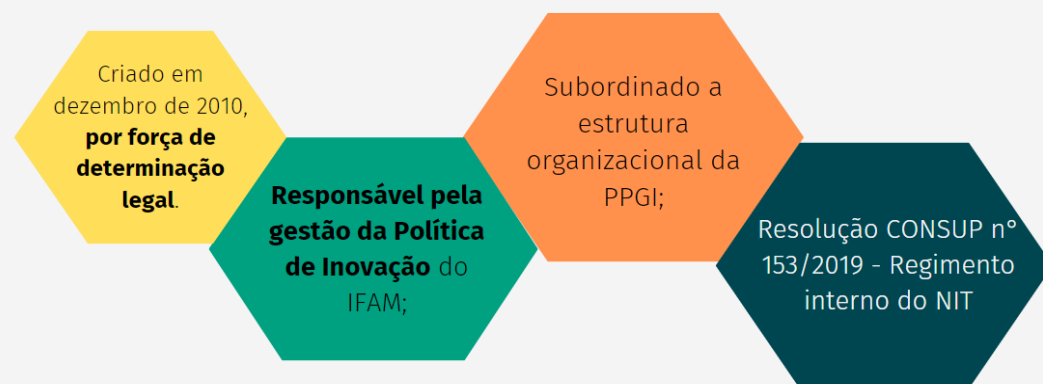 Criado em
dezembro de 2010,
por força de
determinação
legal.
Responsável pela
gestão da Política
de Inovação do
IFAM;
Subordinado a
estrutura
organizacional da
PPGI;
Resolução CONSUP n°
153/2019 - Regimento
interno do NIT